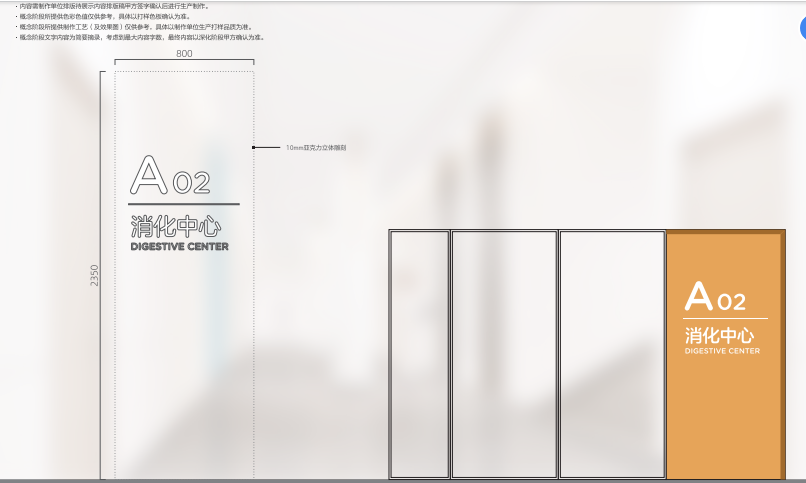 · 内容需制作单位排版待展示内容排版稿甲方签字确认后进行生产制作。
· 概念阶段所提供色彩色值仅供参考，具体以打样色板确认为准。
· 概念阶段所提供制作工艺（及效果图）仅供参考，具体以制作单位生产打样品质为准。
· 概念阶段文字内容为简要摘录，考虑到最大内容字数，最终内容以深化阶段甲方确认为准。
800
10mm亚克力立体雕刻
A 02
消化中心
DIGESTIVE CENTER
2350
A 02
消化中心
DIGESTIVE CENTER